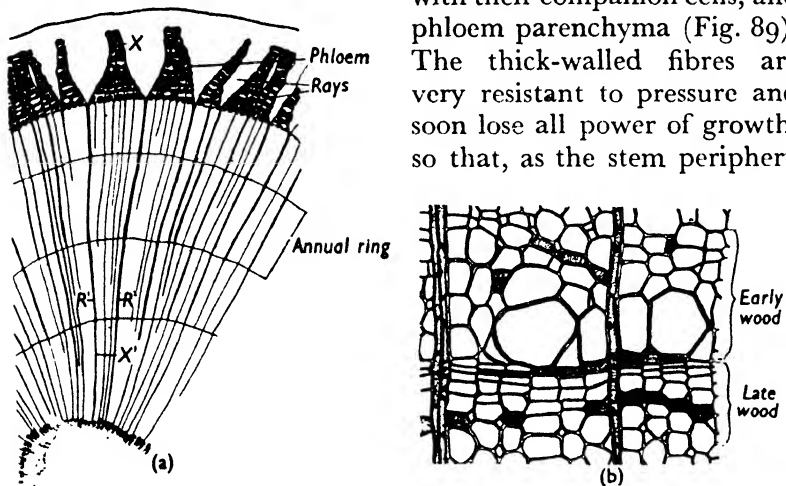 with their companion cells, and
phloem parenchyma (Fig. 89)
The thick-walled fibres ar
very resistant to pressure and
soon lose all power of growth
so that, as the stem peripher
X
Phloem
Rays
Annual ring
R'
R'
X'
(a)
Early
wood
Late
wood
(b)